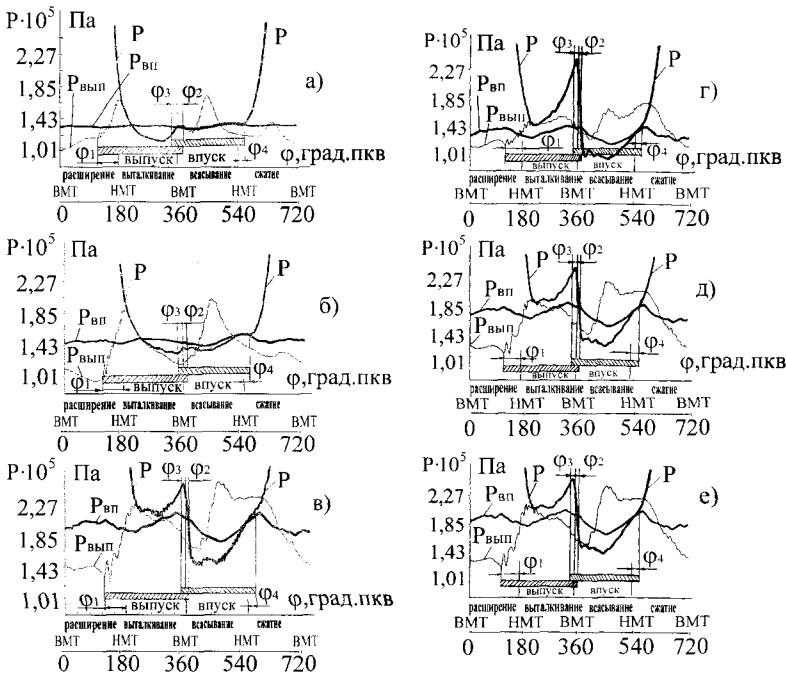 P·10⁵ Па
P
P
2,27
Pвп
1,85
Pвып
φ3 φ2
а)
1,43
1,01
φ1
выпуск
впуск
φ4
φ,град.пкв
расширение выталкивание всасывание сжатие
ВМТ НМТ ВМТ НМТ ВМТ
0 180 360 540 720
P·10⁵ Па
P
P
2,27
б)
1,85
Pвп
φ3 φ2
1,43
Pвып
1,01
φ1
выпуск
впуск
φ4
φ,град.пкв
расширение выталкивание всасывание сжатие
ВМТ НМТ ВМТ НМТ ВМТ
0 180 360 540 720
P·10⁵ Па
P
φ3 φ2
P
2,27
Pвп
в)
1,85
Pвып
1,43
1,01
φ1
выпуск
впуск
φ4
φ,град.пкв
расширение выталкивание всасывание сжатие
ВМТ НМТ ВМТ НМТ ВМТ
0 180 360 540 720
P·10⁵ Па
φ3 φ2
P
2,27
Pвп
1,85
Pвып
г)
1,43
φ1
φ4
1,01
φ,град.пкв
выпуск
впуск
расширение выталкивание всасывание сжатие
ВМТ НМТ ВМТ НМТ ВМТ
0 180 360 540 720
P·10⁵ Па
φ3 φ2
P
2,27
Pвп
д)
1,85
Pвып
1,43
φ1
φ4
1,01
φ,град.пкв
выпуск
впуск
расширение выталкивание всасывание сжатие
ВМТ НМТ ВМТ НМТ ВМТ
0 180 360 540 720
P·10⁵ Па
φ3 φ2
P
2,27
Pвп
е)
1,85
Pвып
1,43
φ1
φ4
1,01
φ,град.пкв
выпуск
впуск
расширение выталкивание всасывание сжатие
ВМТ НМТ ВМТ НМТ ВМТ
0 180 360 540 720